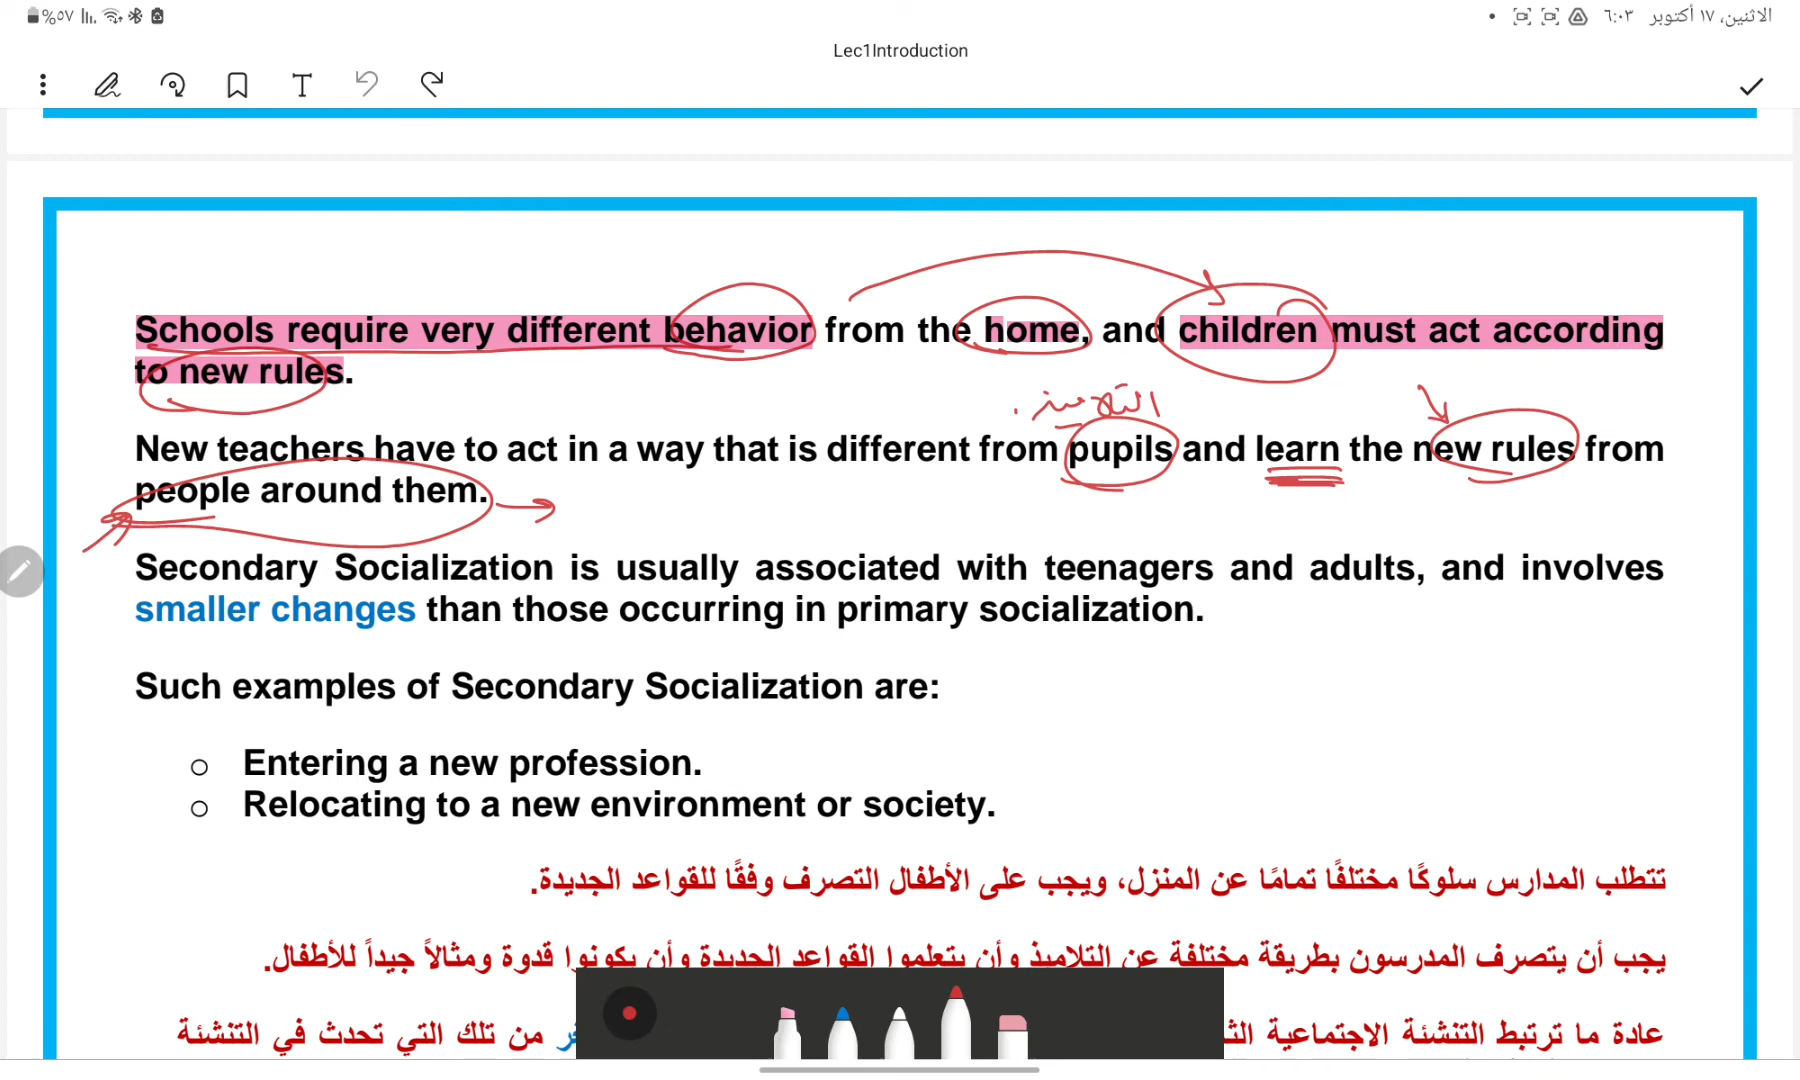 %٥٧
الاثنين، ١٧ أكتوبر ٦:٠٣
Lec1Introduction
Schools require very different behavior from the home, and children must act according
to new rules.
التلاميذ
New teachers have to act in a way that is different from pupils and learn the new rules from
people around them.
Secondary Socialization is usually associated with teenagers and adults, and involves
smaller changes than those occurring in primary socialization.
Such examples of Secondary Socialization are:
o Entering a new profession.
o Relocating to a new environment or society.
تتطلب المدارس سلوكًا مختلفًا تمامًا عن المنزل، ويجب على الأطفال التصرف وفقًا للقواعد الجديدة.
يجب أن يتصرف المدرسون بطريقة مختلفة عن التلاميذ وأن يتعلموا القواعد الجديدة وأن يكونوا قدوة ومثالاً جيداً للأطفال.
عادة ما ترتبط التنشئة الاجتماعية من تلك التي تحدث في التنشئة